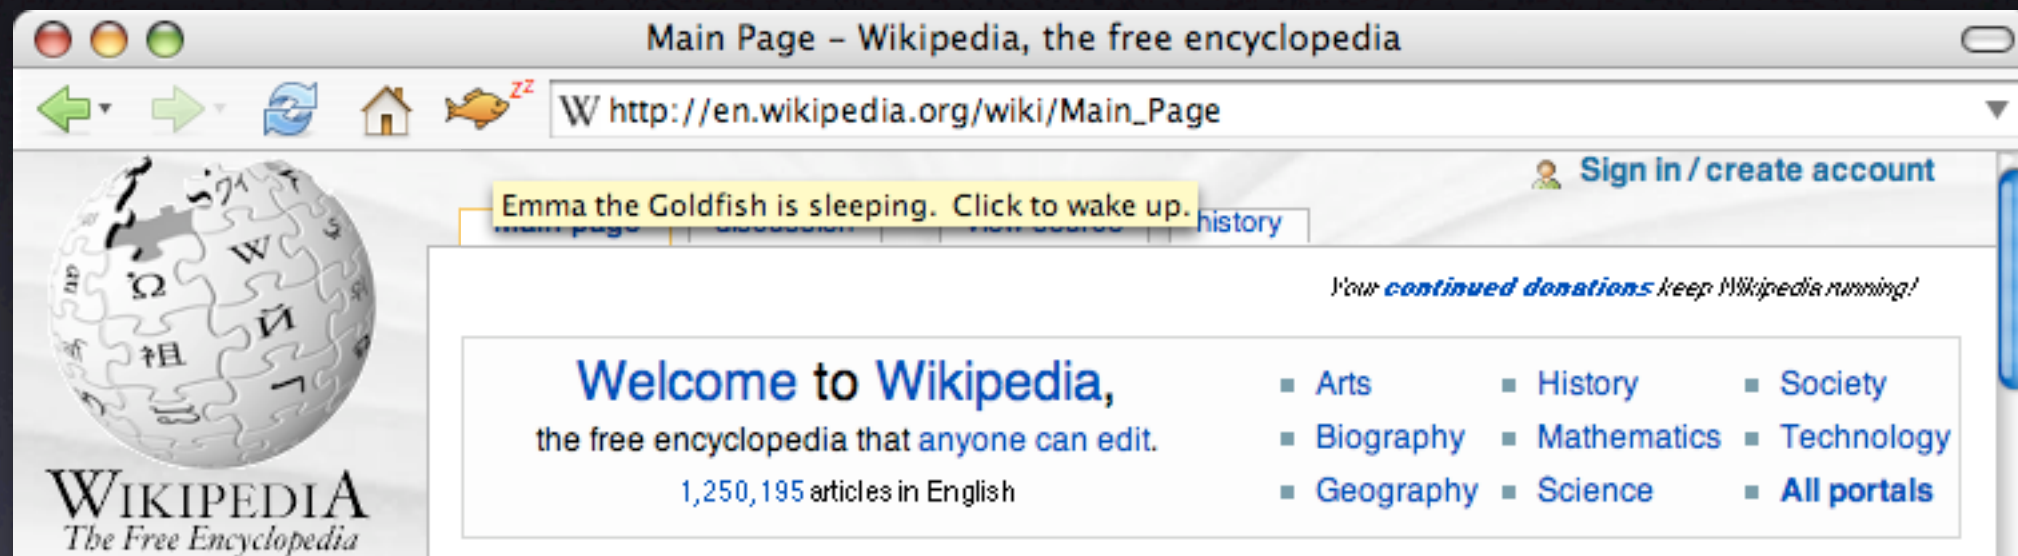 Main Page – Wikipedia, the free encyclopedia
zz
W http://en.wikipedia.org/wiki/Main_Page
Sign in / create account
Emma the Goldfish is sleeping. Click to wake up.
history
Your continued donations keep Wikipedia running!
Ω W
И
祖
Welcome to Wikipedia,
the free encyclopedia that anyone can edit.
1,250,195 articles in English
Arts History Society
Biography Mathematics Technology
Geography Science All portals
WIKIPEDIA
The Free Encyclopedia